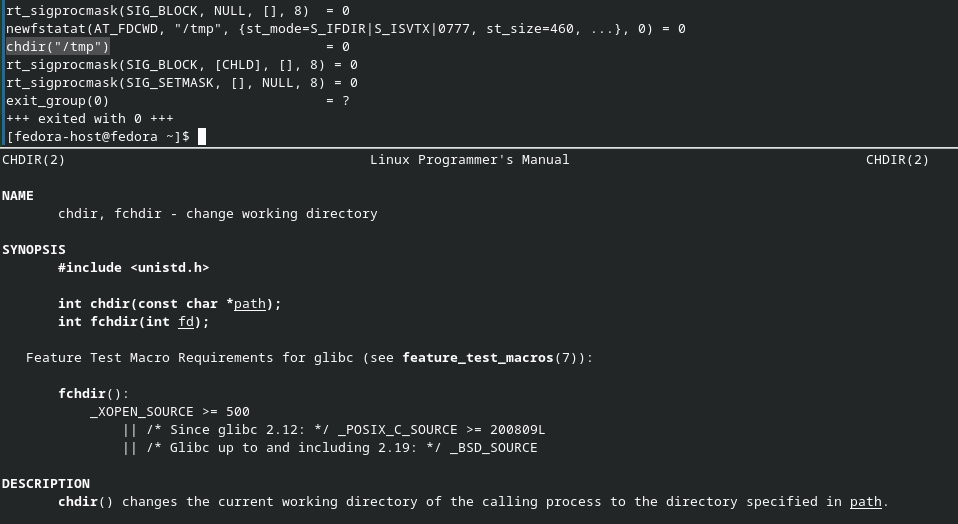 rt_sigprocmask(SIG_BLOCK, NULL, [], 8)  = 0
newfstatat(AT_FDCWD, "/tmp", {st_mode=S_IFDIR|S_ISVTX|0777, st_size=460, ...}, 0) = 0
chdir("/tmp")                           = 0
rt_sigprocmask(SIG_BLOCK, [CHLD], [], 8) = 0
rt_sigprocmask(SIG_SETMASK, [], NULL, 8) = 0
exit_group(0)                           = ?
+++ exited with 0 +++
[fedora-host@fedora ~]$
CHDIR(2)                                      Linux Programmer's Manual                                     CHDIR(2)
NAME
       chdir, fchdir - change working directory
SYNOPSIS
       #include <unistd.h>
       int chdir(const char *path);
       int fchdir(int fd);
   Feature Test Macro Requirements for glibc (see feature_test_macros(7)):
       fchdir():
           _XOPEN_SOURCE >= 500
               || /* Since glibc 2.12: */ _POSIX_C_SOURCE >= 200809L
               || /* Glibc up to and including 2.19: */ _BSD_SOURCE
DESCRIPTION
       chdir() changes the current working directory of the calling process to the directory specified in path.